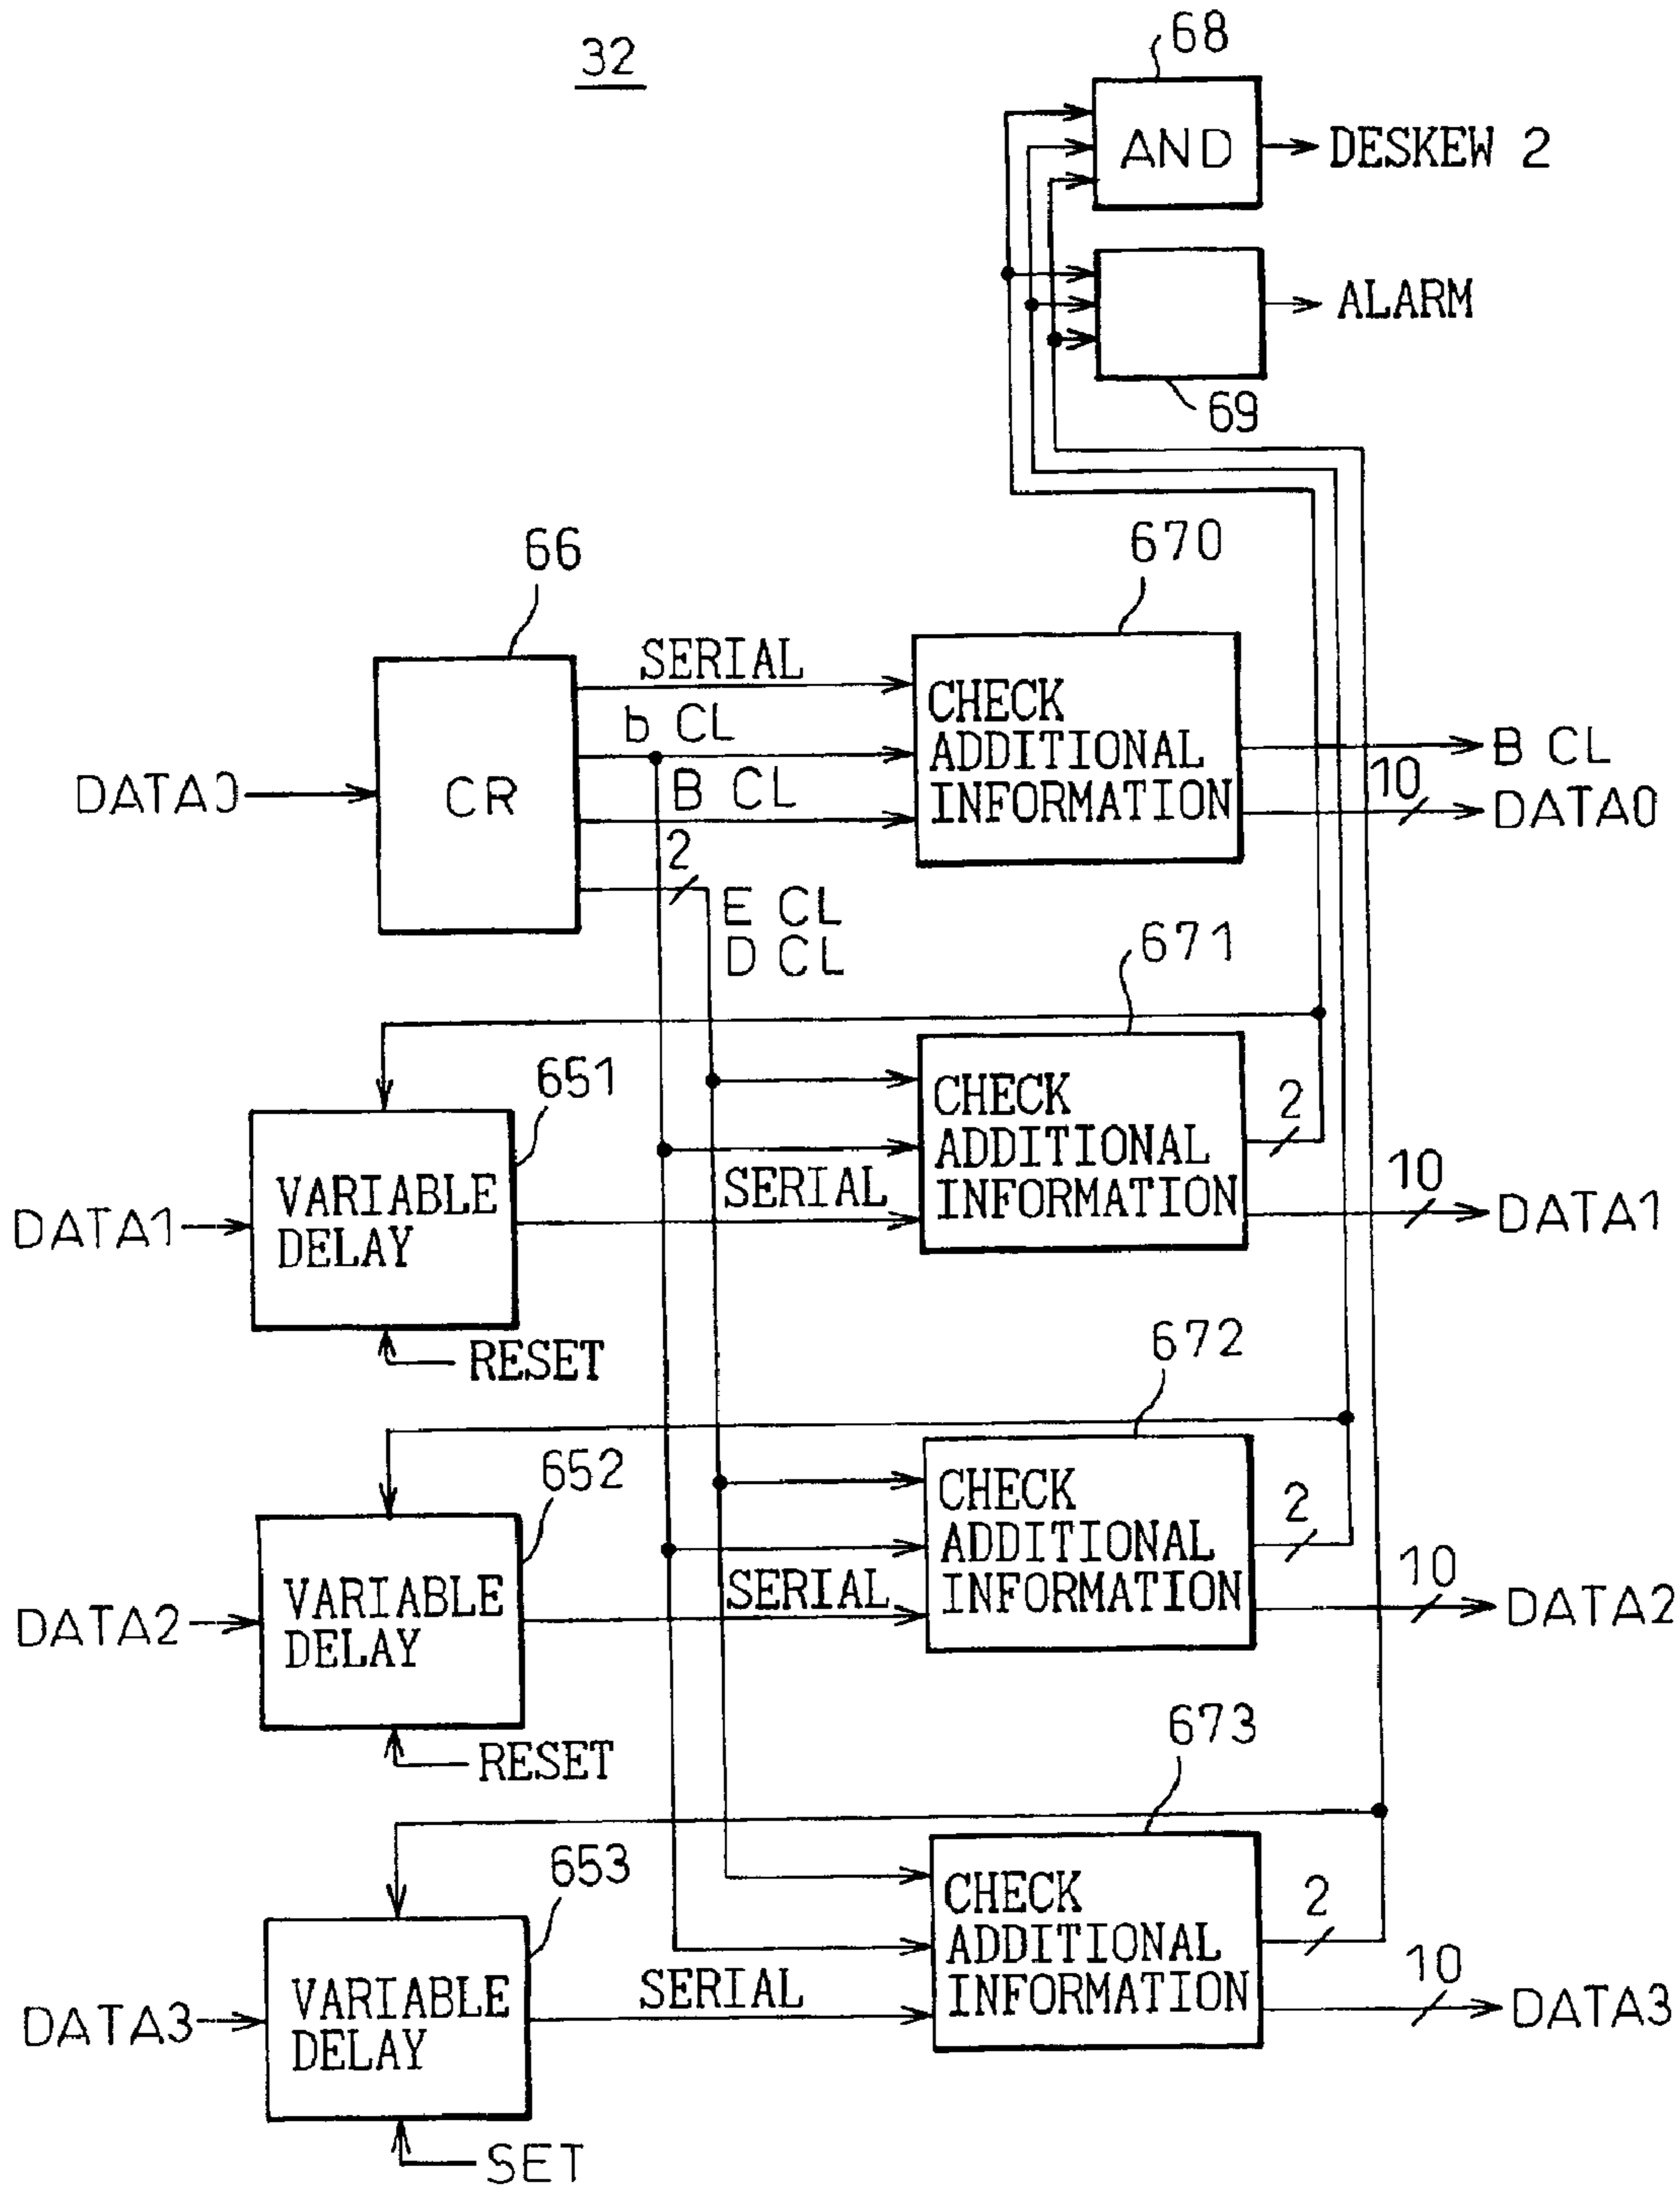 32
68
AND
DESKEW 2
ALARM
69
66
670
SERIAL
b CL
B CL
2
E CL
D CL
DATA0
CR
CHECK
ADDITIONAL
INFORMATION
B CL
10
DATA0
671
651
CHECK
ADDITIONAL
INFORMATION
2
10
DATA1
DATA1
VARIABLE
DELAY
SERIAL
RESET
672
652
CHECK
ADDITIONAL
INFORMATION
2
10
DATA2
DATA2
VARIABLE
DELAY
SERIAL
RESET
673
653
CHECK
ADDITIONAL
INFORMATION
2
10
DATA3
DATA3
VARIABLE
DELAY
SERIAL
SET